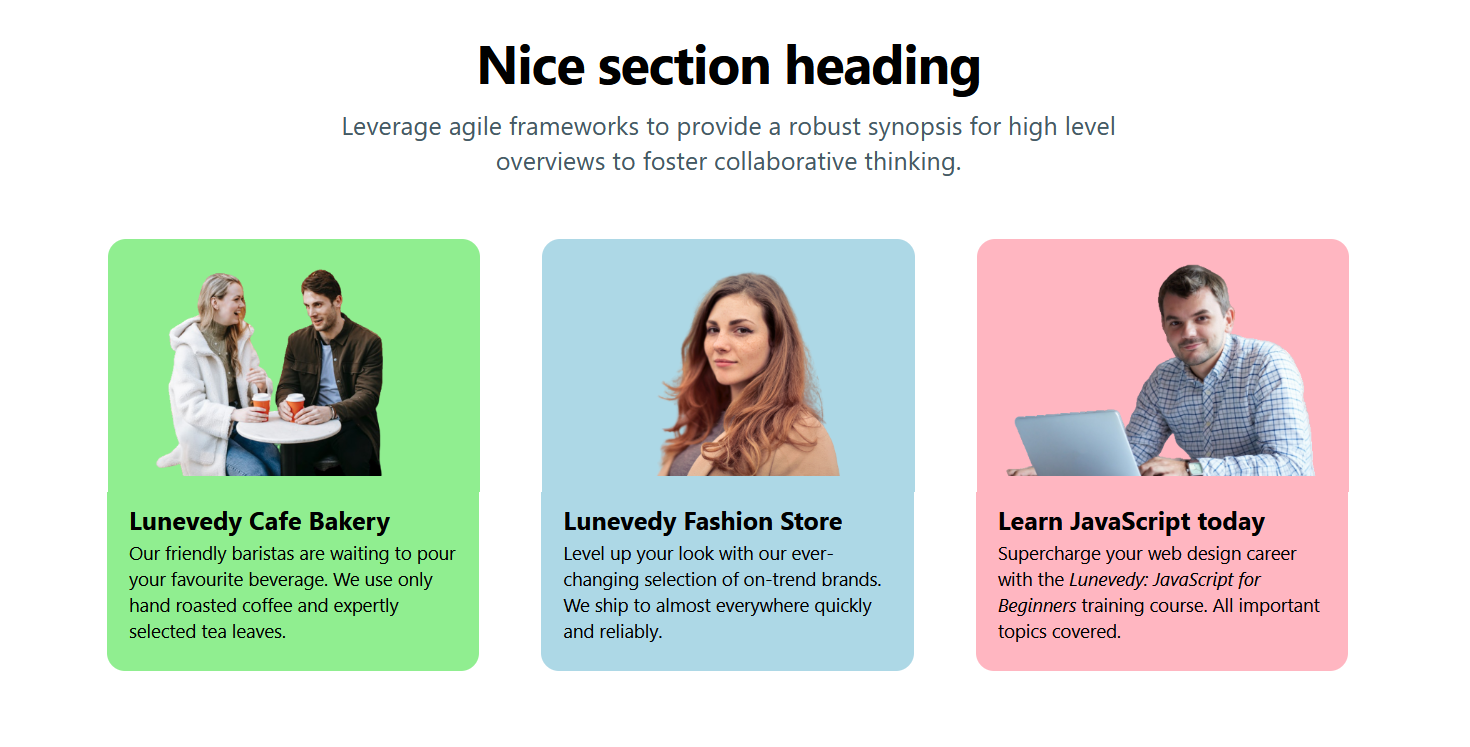 Nice section heading
Leverage agile frameworks to provide a robust synopsis for high level
overviews to foster collaborative thinking.
Lunevedy Cafe Bakery
Our friendly baristas are waiting to pour
your favourite beverage. We use only
hand roasted coffee and expertly
selected tea leaves.
Lunevedy Fashion Store
Level up your look with our ever-
changing selection of on-trend brands.
We ship to almost everywhere quickly
and reliably.
Learn JavaScript today
Supercharge your web design career
with the Lunevedy: JavaScript for
Beginners training course. All important
topics covered.